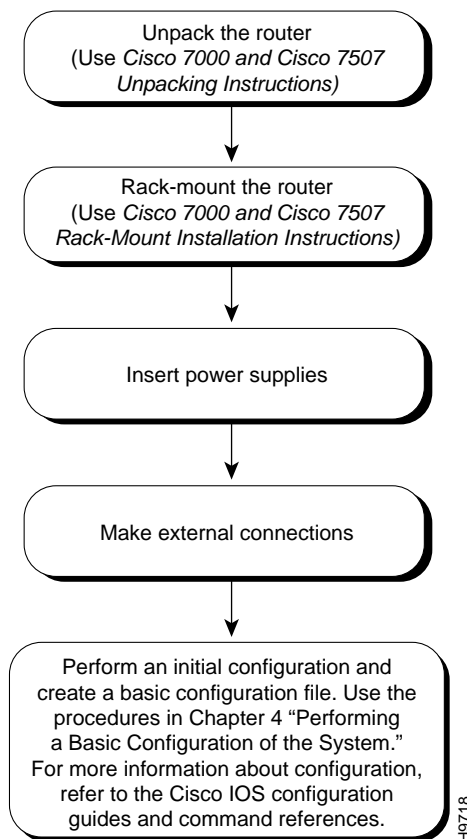 Unpack the router
(Use Cisco 7000 and Cisco 7507
Unpacking Instructions)
Rack-mount the router
(Use Cisco 7000 and Cisco 7507
Rack-Mount Installation Instructions)
Insert power supplies
Make external connections
Perform an initial configuration and
create a basic configuration file. Use the
procedures in Chapter 4 “Performing
a Basic Configuration of the System.”
For more information about configuration,
refer to the Cisco IOS configuration
guides and command references.
H9718